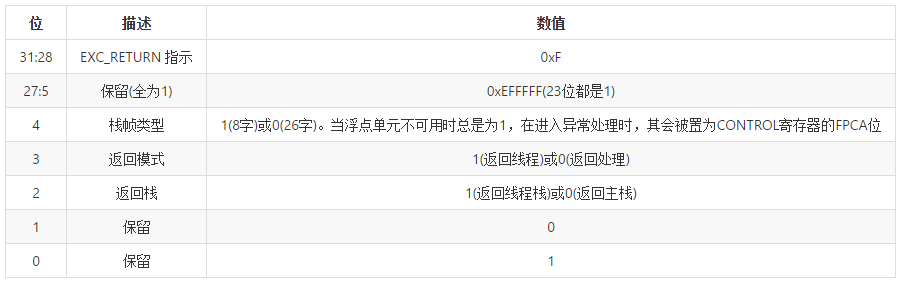 位 描述 数值
31:28 EXC_RETURN 指示 0xF
27:5 保留(全为1) 0xEFFFFF(23位都是1)
4 栈帧类型 1(8字)或0(26字)。当浮点单元不可用时总是为1，在进入异常处理时，其会被置为CONTROL寄存器的FPCA位
3 返回模式 1(返回线程)或0(返回处理)
2 返回栈 1(返回线程栈)或0(返回主栈)
1 保留 0
0 保留 1